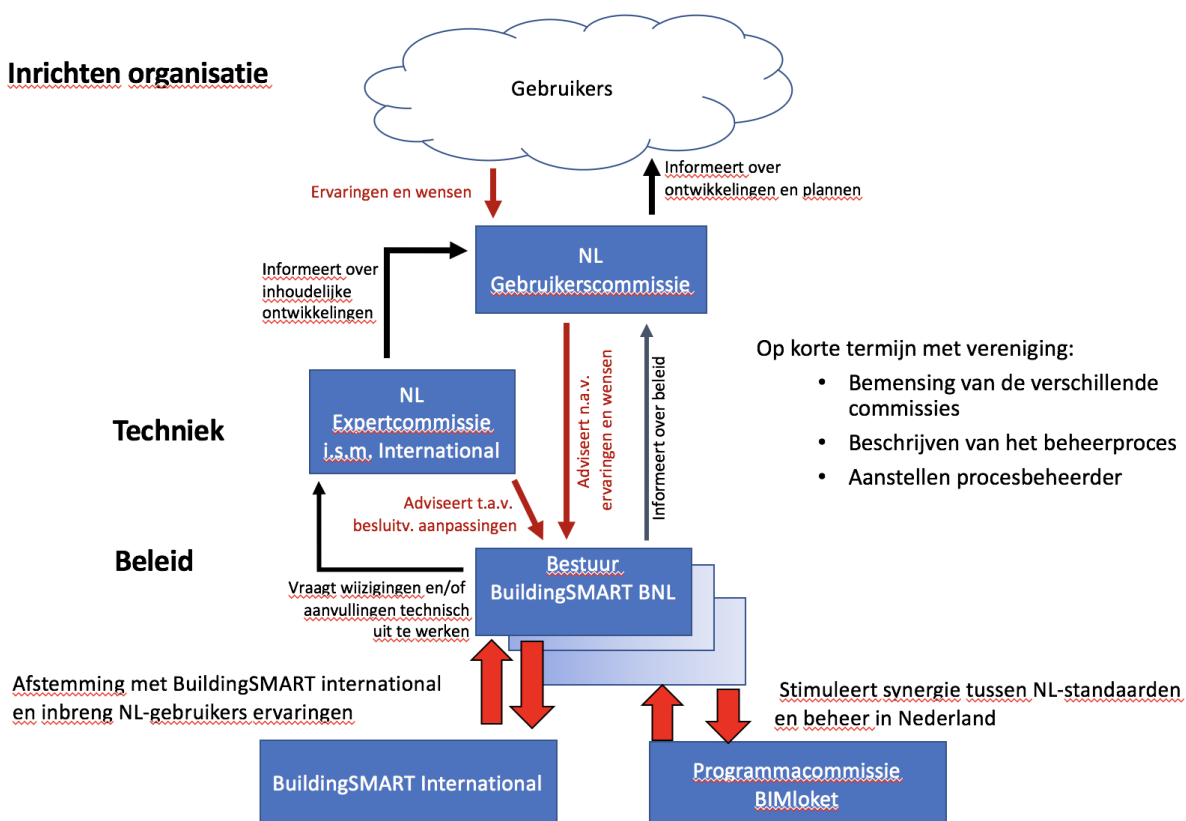 Inrichten organisatie
Gebruikers
Ervaringen en wensen
Informeert over
ontwikkelingen en plannen
NL
Gebruikerscommissie
Informeert over
inhoudelijke
ontwikkelingen
Op korte termijn met vereniging:
• Bemensing van de verschillende
commissies
• Beschrijven van het beheerproces
• Aanstellen procesbeheerder
Adviseert n.a.v.
ervaringen en wensen
Informeert over beleid
Techniek
NL
Expertcommissie
i.s.m. International
Adviseert t.a.v.
besluitv. aanpassingen
Beleid
Bestuur
BuildingSMART BNL
Vraagt wijzigingen en/of
aanvullingen technisch
uit te werken
Afstemming met BuildingSMART international
en inbreng NL-gebruikers ervaringen
Stimuleert synergie tussen NL-standaarden
en beheer in Nederland
BuildingSMART International
Programmacommissie
BIMloket